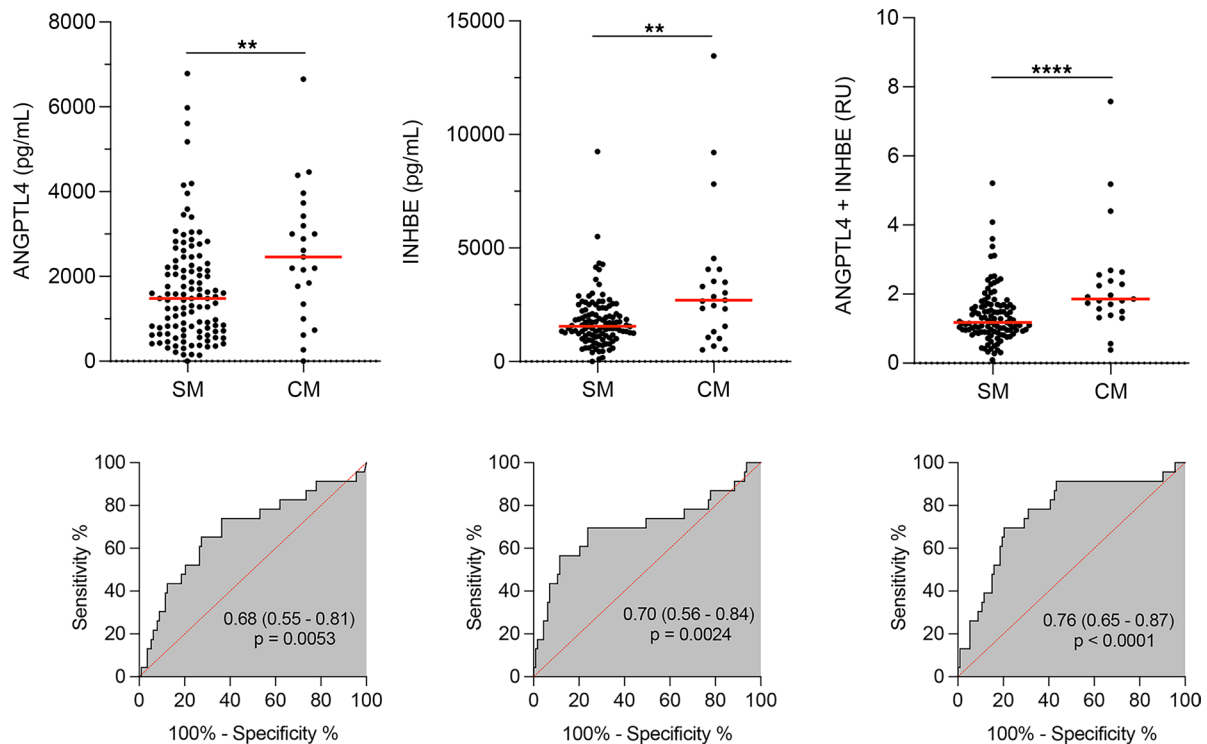 ANGPTL4 (pg/mL)
8000
6000
4000
2000
0
**
SM
CM
INHBE (pg/mL)
15000
10000
5000
0
**
SM
CM
ANGPTL4 + INHBE (RU)
10
8
6
4
2
0
****
SM
CM
Sensitivity %
100
80
60
40
20
0
0.68 (0.55 - 0.81)
p = 0.0053
0 20 40 60 80 100
100% - Specificity %
Sensitivity %
100
80
60
40
20
0
0.70 (0.56 - 0.84)
p = 0.0024
0 20 40 60 80 100
100% - Specificity %
Sensitivity %
100
80
60
40
20
0
0.76 (0.65 - 0.87)
p < 0.0001
0 20 40 60 80 100
100% - Specificity %